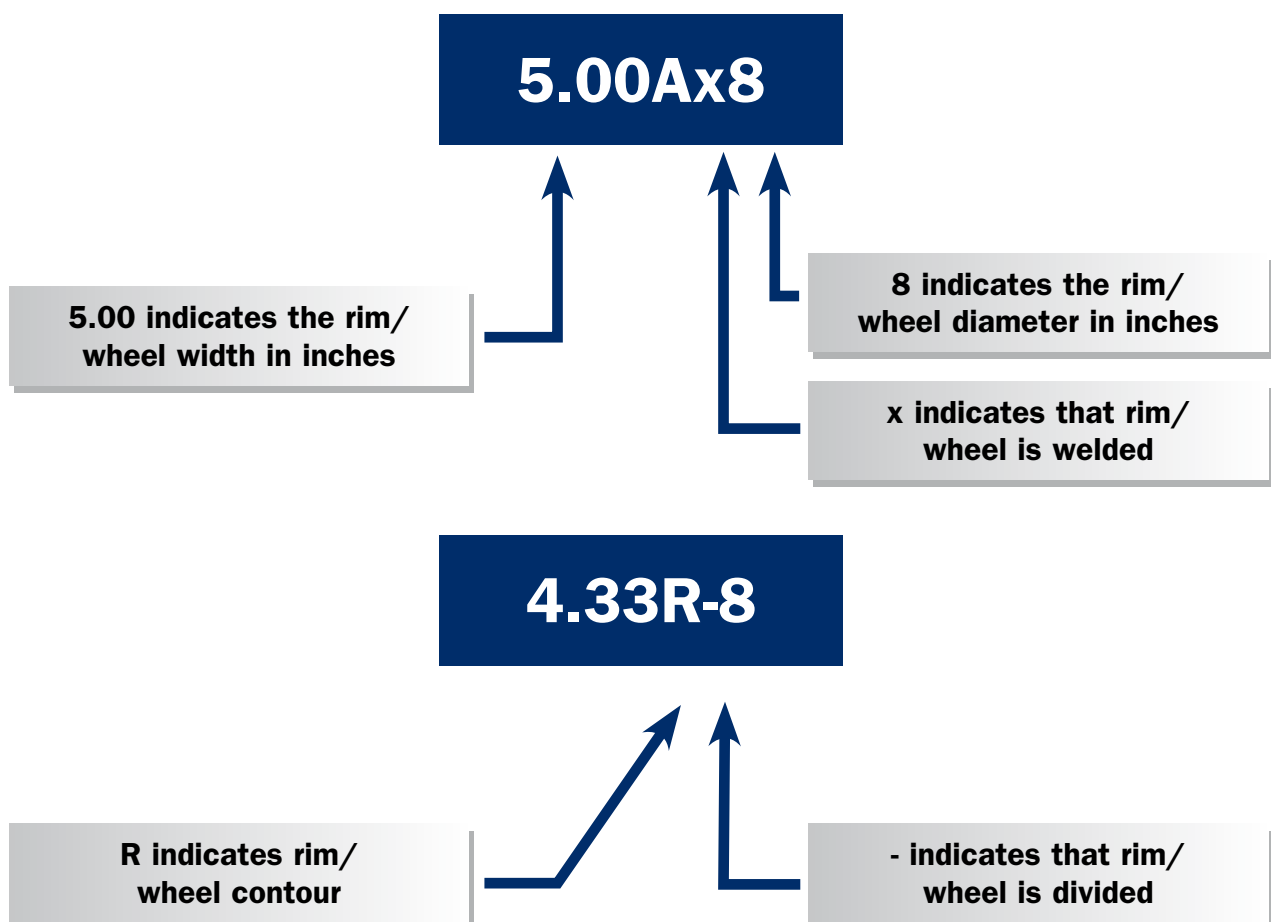 5.00Ax8
5.00 indicates the rim/
wheel width in inches
8 indicates the rim/
wheel diameter in inches
x indicates that rim/
wheel is welded
4.33R-8
R indicates rim/
wheel contour
- indicates that rim/
wheel is divided